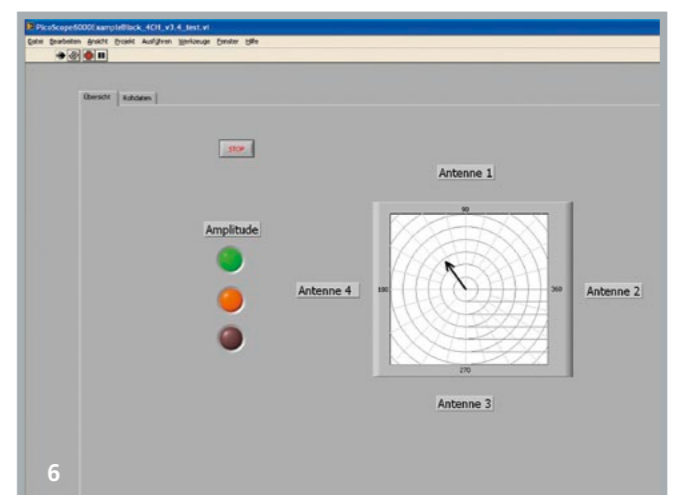 PicoScope6000ExampleBlock_4CH_v3.4_test.vi
Datei Bearbeiten Ansicht Projekt Ausführen Werkzeuge Fenster Hilfe
Übersicht Rohdaten
STOP
Antenne 1
90
Amplitude
Antenne 4
180
360
Antenne 2
270
Antenne 3
6